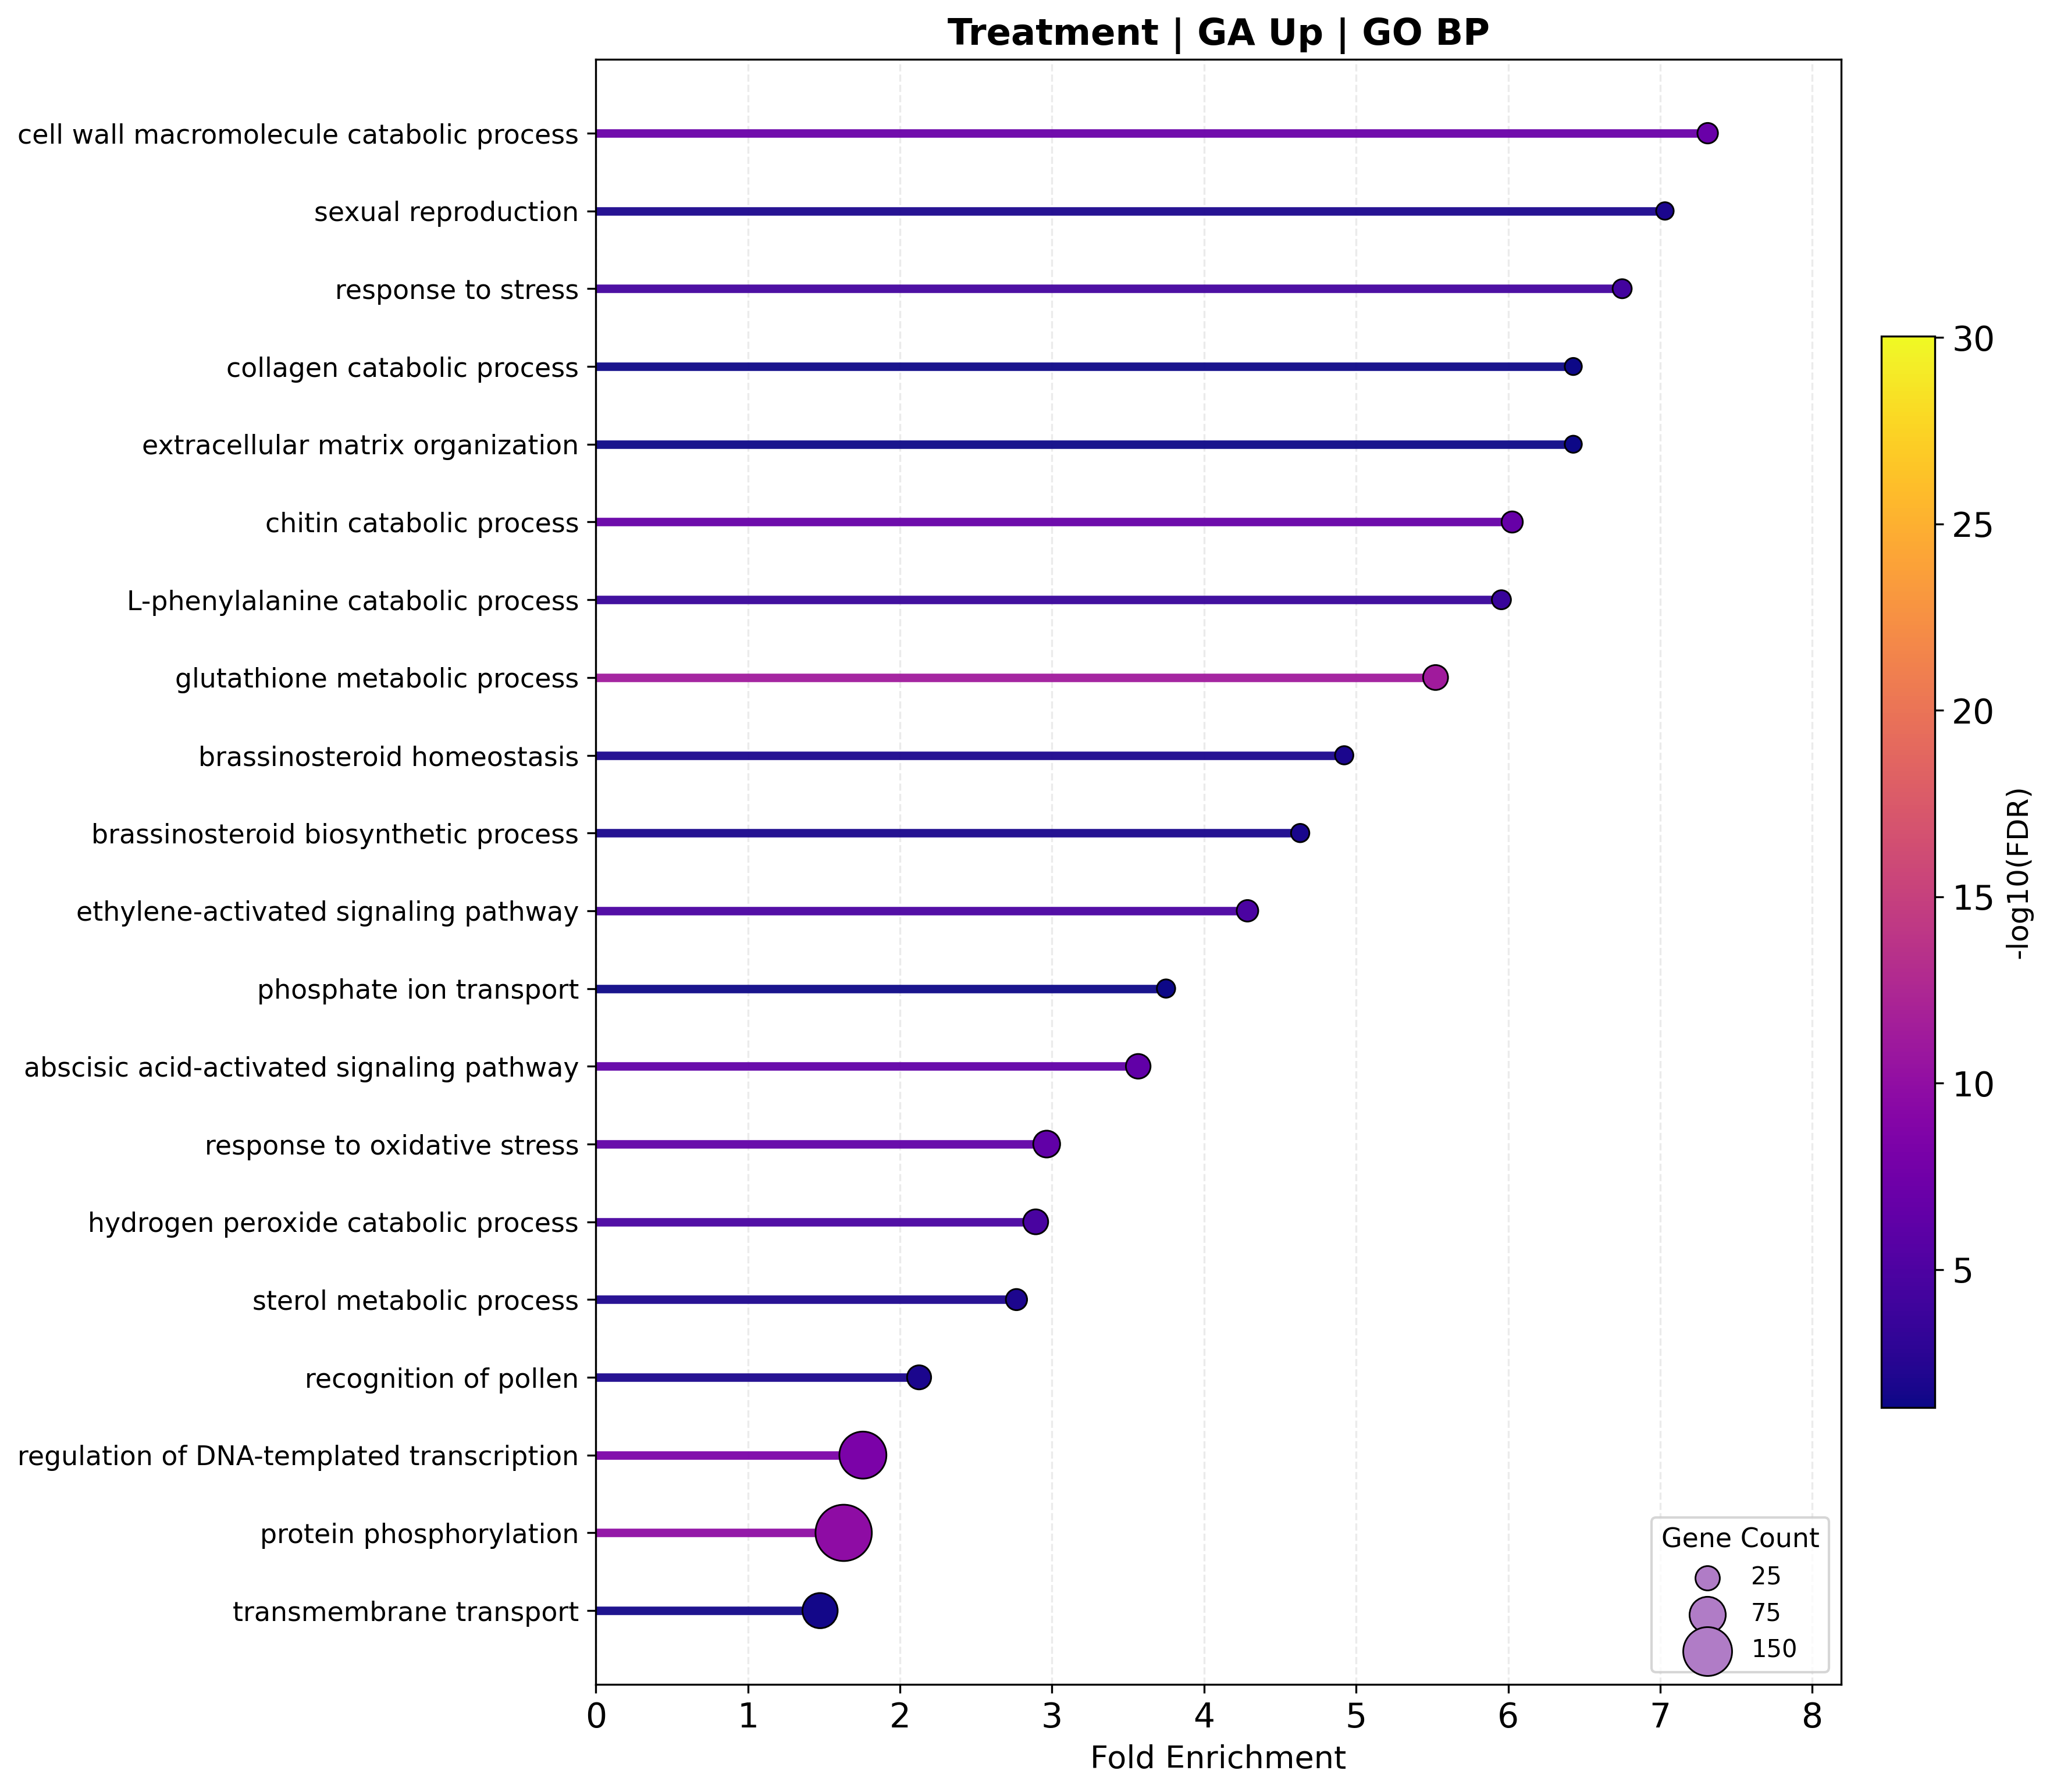 Treatment | GA Up | GO BP
cell wall macromolecule catabolic process
sexual reproduction
response to stress
collagen catabolic process
extracellular matrix organization
chitin catabolic process
L-phenylalanine catabolic process
glutathione metabolic process
brassinosteroid homeostasis
brassinosteroid biosynthetic process
ethylene-activated signaling pathway
phosphate ion transport
abscisic acid-activated signaling pathway
response to oxidative stress
hydrogen peroxide catabolic process
sterol metabolic process
recognition of pollen
regulation of DNA-templated transcription
protein phosphorylation
transmembrane transport
0 1 2 3 4 5 6 7 8
Fold Enrichment
Gene Count
25
75
150
30
25
20
15
10
5
-log10(FDR)